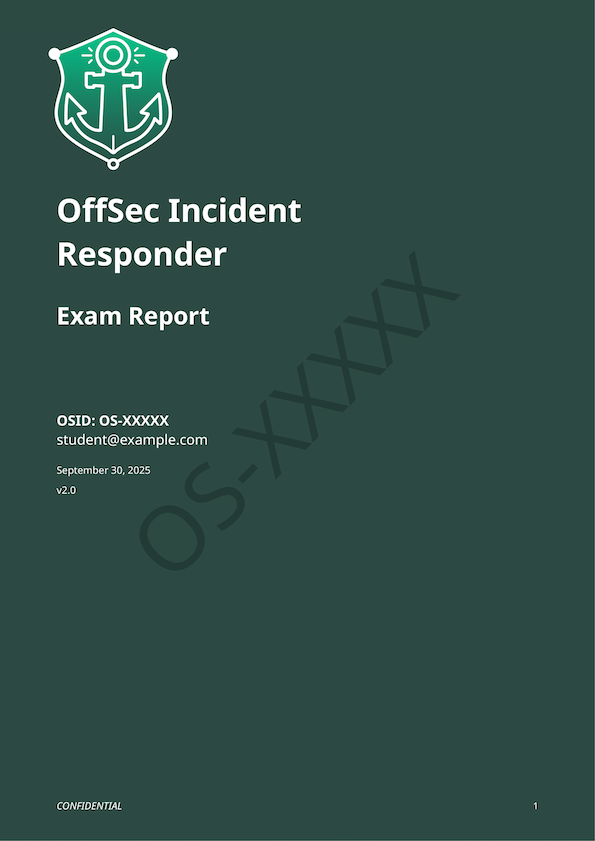 OffSec Incident
Responder
Exam Report
OSID: OS-XXXXX
student@example.com
September 30, 2025
v2.0
OS-XXXXX
CONFIDENTIAL
1